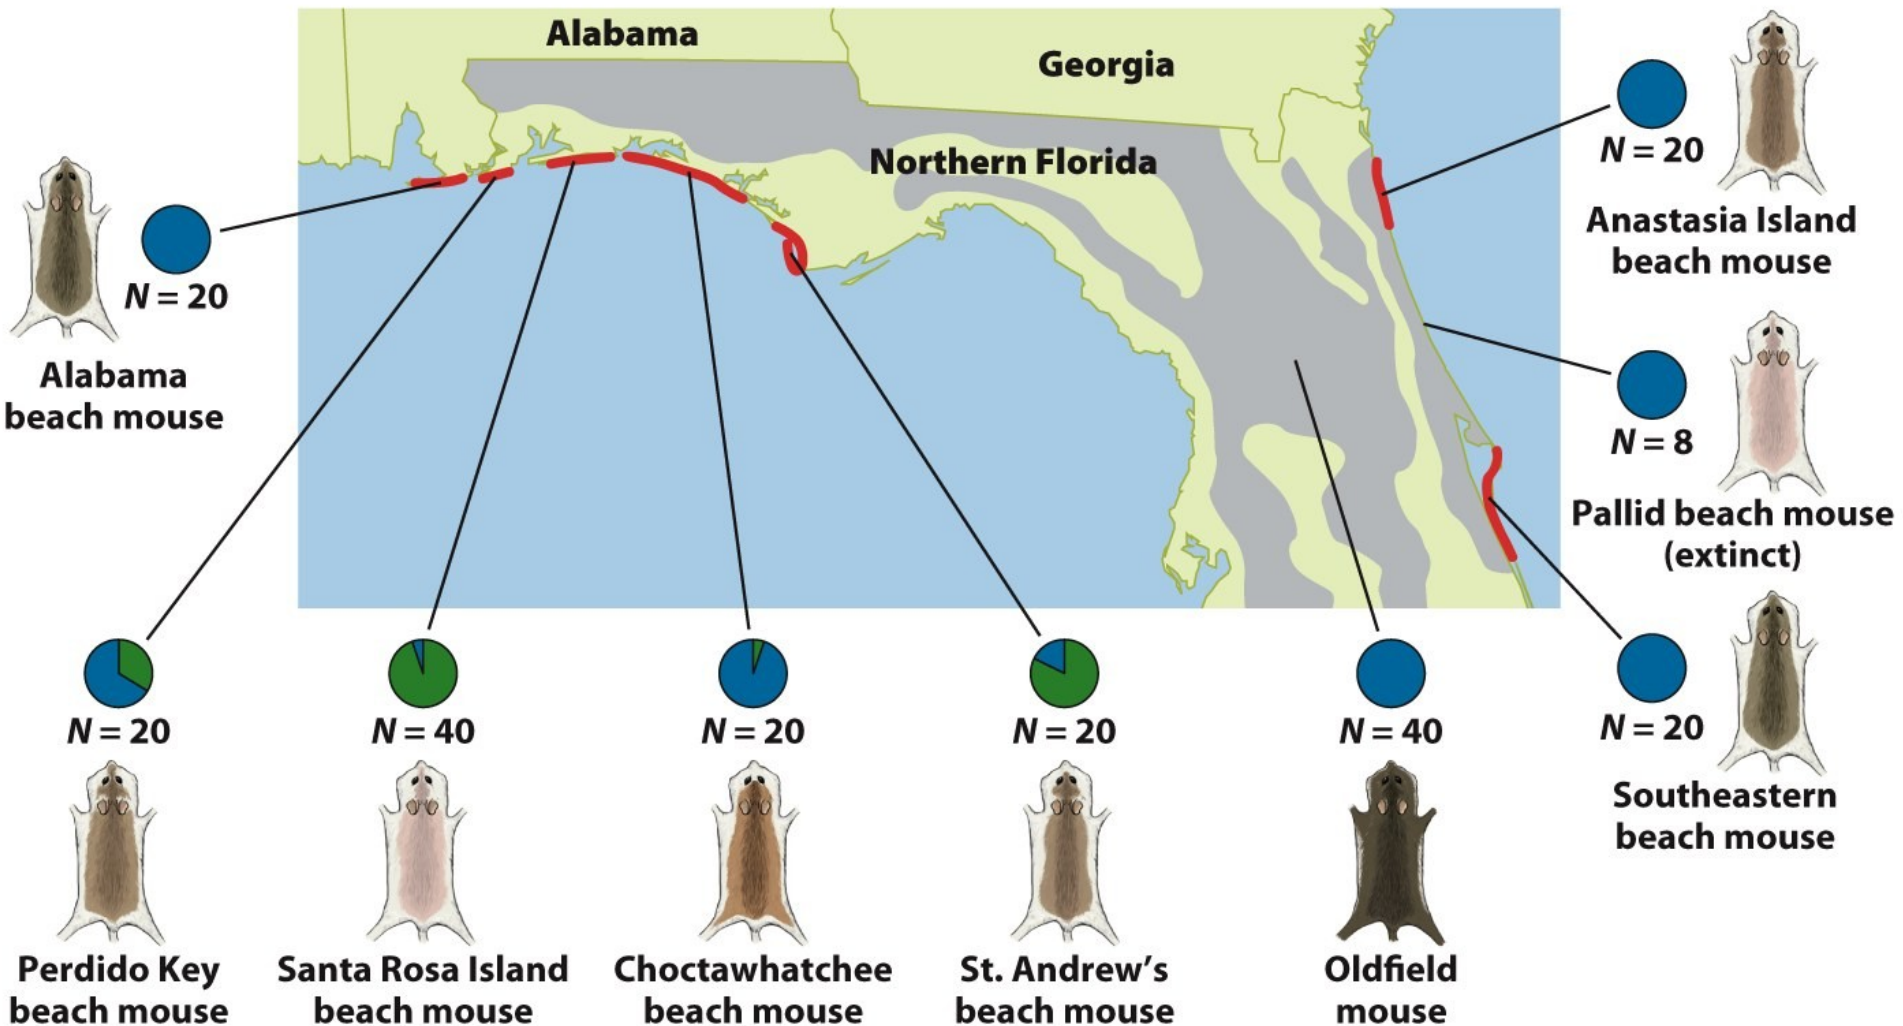 Alabama
Georgia
Northern Florida
N = 20
Anastasia Island
beach mouse
N = 20
Alabama
beach mouse
N = 8
Pallid beach mouse
(extinct)
N = 20
Southeastern
beach mouse
N = 20
Perdido Key
beach mouse
N = 40
Santa Rosa Island
beach mouse
N = 20
Choctawhatchee
beach mouse
N = 20
St. Andrew’s
beach mouse
N = 40
Oldfield
mouse